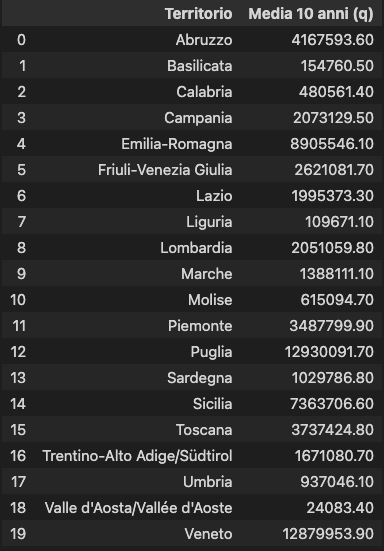 Territorio Media 10 anni (q)
0 Abruzzo 4167593.60
1 Basilicata 154760.50
2 Calabria 480561.40
3 Campania 2073129.50
4 Emilia-Romagna 8905546.10
5 Friuli-Venezia Giulia 2621081.70
6 Lazio 1995373.30
7 Liguria 109671.10
8 Lombardia 2051059.80
9 Marche 1388111.10
10 Molise 615094.70
11 Piemonte 3487799.90
12 Puglia 12930091.70
13 Sardegna 1029786.80
14 Sicilia 7363706.60
15 Toscana 3737424.80
16 Trentino-Alto Adige/Südtirol 1671080.70
17 Umbria 937046.10
18 Valle d'Aosta/Vallée d'Aoste 24083.40
19 Veneto 12879953.90